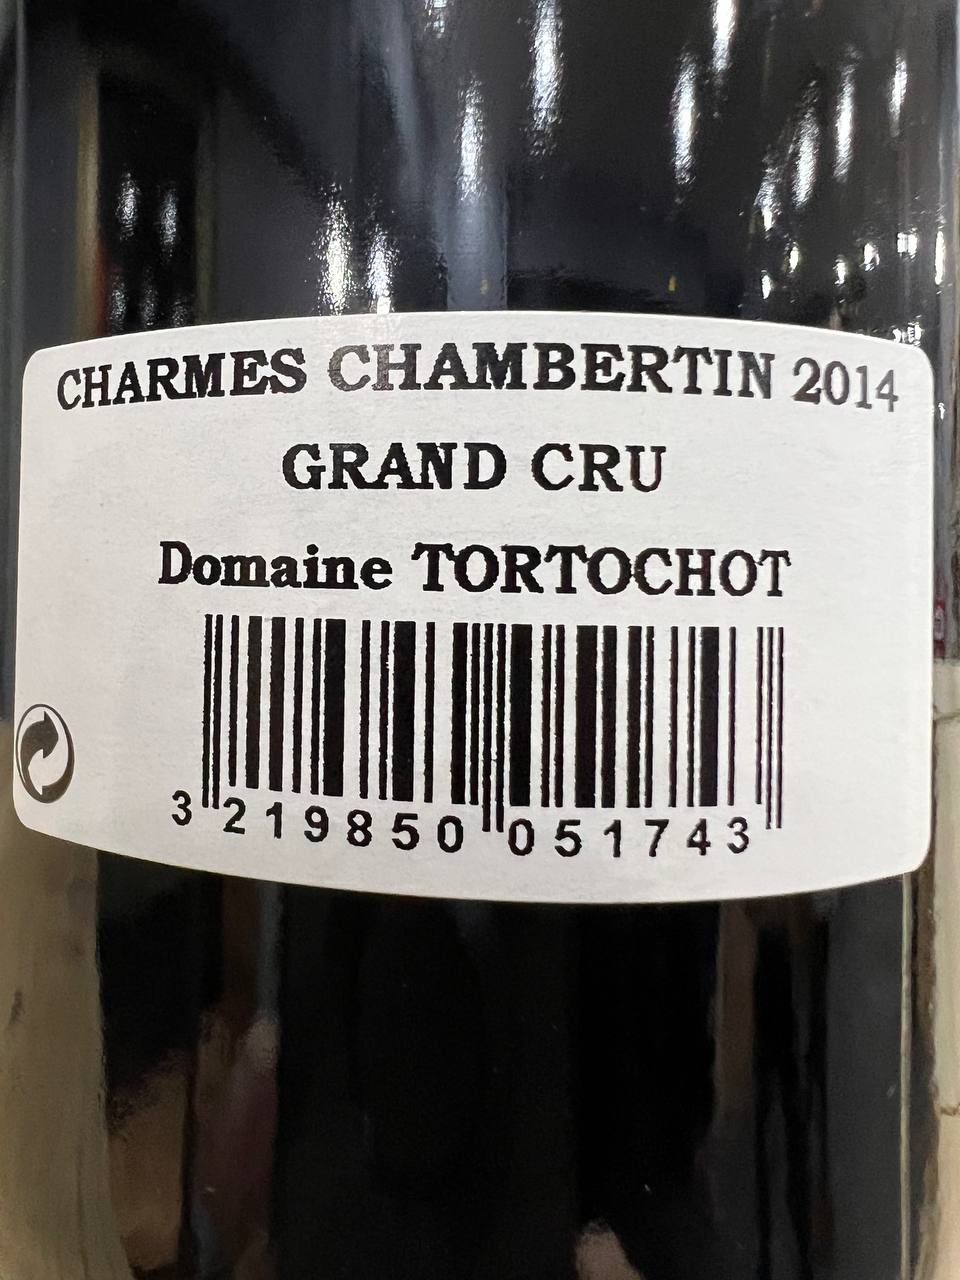 CHARMES CHAMBERTIN 2014
GRAND CRU
Domaine TORTOCHOT
3 219850 051743